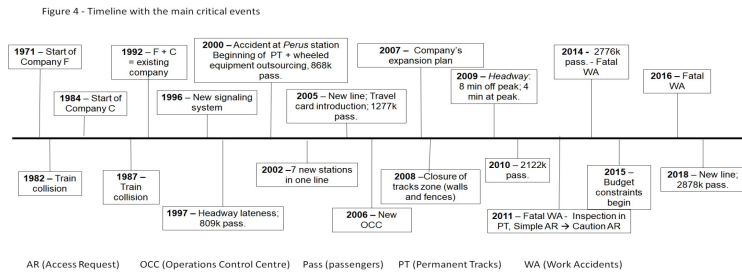 Figure 4 - Timeline with the main critical events
1971 – Start of
Company F
1984 – Start of
Company C
1992 – F + C
= existing
company
1996 – New signaling
system
2000 – Accident at Perus station
Beginning of PT + wheeled
equipment outsourcing, 868k
pass.
2005 – New line; Travel
card introduction; 1277k
pass.
2007 – Company’s
expansion plan
2009 – Headway:
8 min off peak; 4
min at peak.
2014 - 2776k
pass. - Fatal
WA
2016 – Fatal
WA
1982 – Train
collision
1987 –
Train
collision
1997 – Headway lateness;
809k pass.
2002 –7 new stations
in one line
2006 – New
OCC
2008 –Closure of
tracks zone (walls
and fences)
2010 – 2122k
pass.
2011 – Fatal WA - Inspection in
PT, Simple AR → Caution AR
2015 –
Budget
constraints
begin
2018 – New line;
2878k pass.
AR (Access Request) OCC (Operations Control Centre) Pass (passengers) PT (Permanent Tracks) WA (Work Accidents)